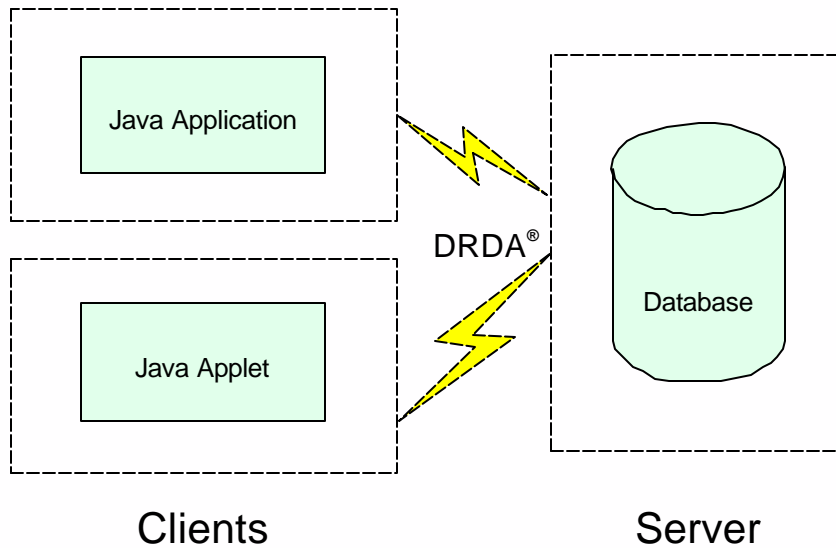 Java Application
DRDA®
Java Applet
Database
Clients
Server